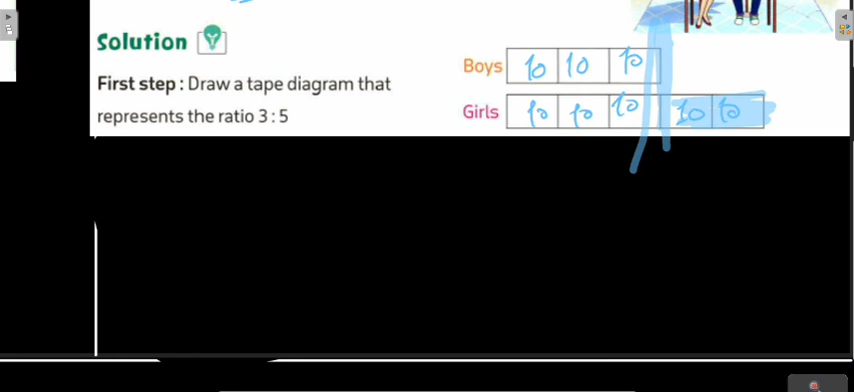 Solution
First step : Draw a tape diagram that
represents the ratio 3 : 5
Boys 10 10 10
Girls 10 10 10 10 10